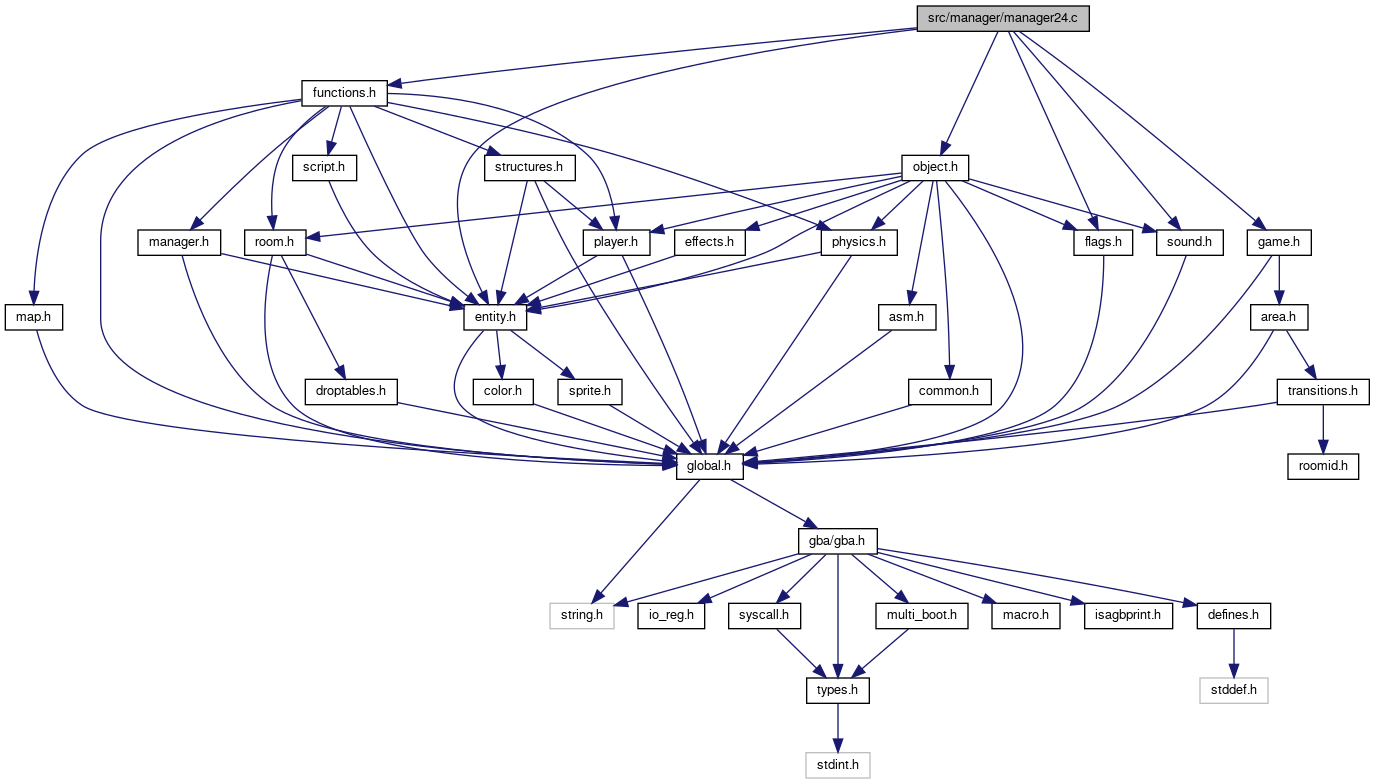 src/manager/manager24.c
functions.h
script.h
structures.h
object.h
manager.h
room.h
player.h
effects.h
physics.h
flags.h
sound.h
game.h
map.h
entity.h
asm.h
area.h
droptables.h
color.h
sprite.h
common.h
transitions.h
global.h
roomid.h
gba/gba.h
string.h
io_reg.h
syscall.h
multi_boot.h
macro.h
isagbprint.h
defines.h
types.h
stddef.h
stdint.h